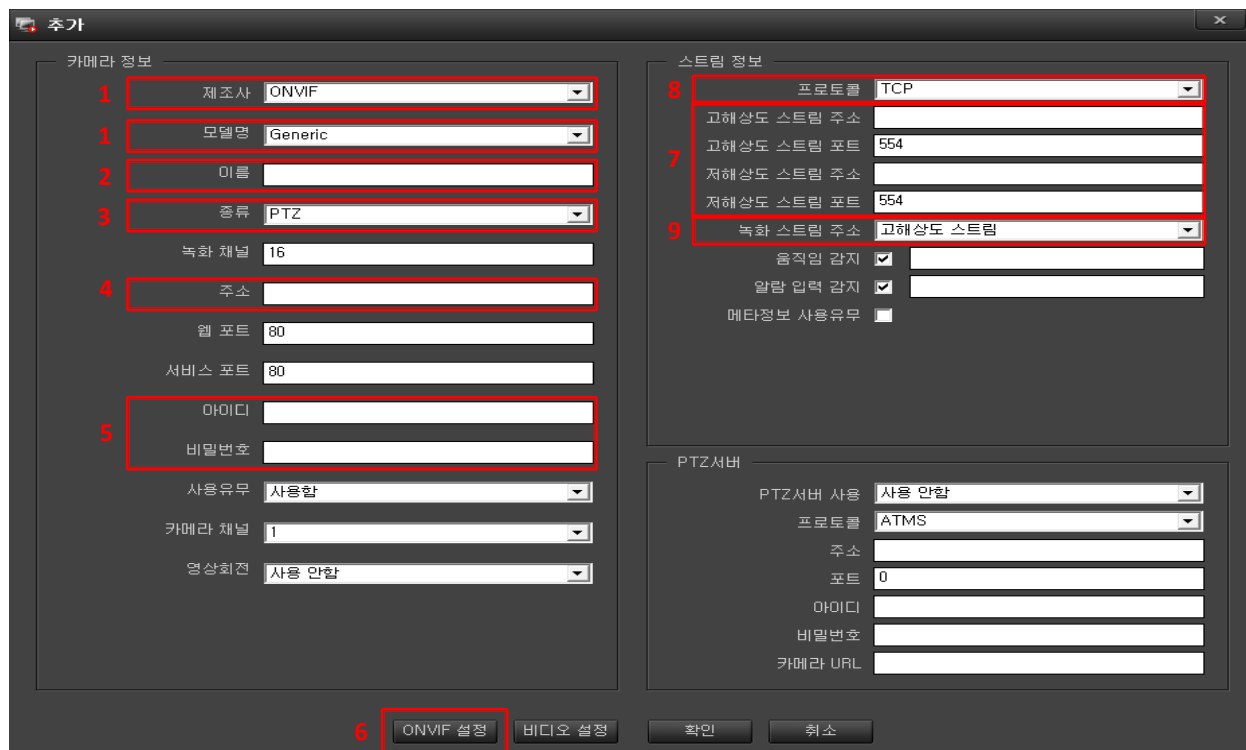 추가
카메라 정보
1 제조사 ONVIF
1 모델명 Generic
2 이름
3 종류 PTZ
녹화 채널 16
4 주소
웹 포트 80
서비스 포트 80
5 아이디
비밀번호
사용유무 사용함
카메라 채널 1
영상회전 사용 안함
스트림 정보
8 프로토콜 TCP
고해상도 스트림 주소
7 고해상도 스트림 포트 554
저해상도 스트림 주소
저해상도 스트림 포트 554
9 녹화 스트림 주소 고해상도 스트림
움직임 감지
알람 입력 감지
메타정보 사용유무
PTZ서버
PTZ서버 사용 사용 안함
프로토콜 ATMS
주소
포트 0
아이디
비밀번호
카메라 URL
6 ONVIF 설정 비디오 설정 확인 취소